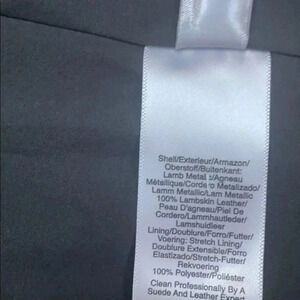 Shell/Exterieur/Armazon/
Oberstoff/Buitenkant:
Lamb Metal s/Agneau
Métallique/Cordero Metalizado/
Lamm Metallic/Lam Metallic
100% Lambskin Leather/
Peau D'agneau/Piel De
Cordero/Lammhautleder/
Lamshuidleer
Lining/Doublure/Forro/Futter/
Voering: Stretch Lining/
Doublure Extensible/Forro
Elastizado/Stretch-Futter/
Rekvoering
100% Polyester/Poliéster
Clean Professionally By A
Suede And Leather Expert